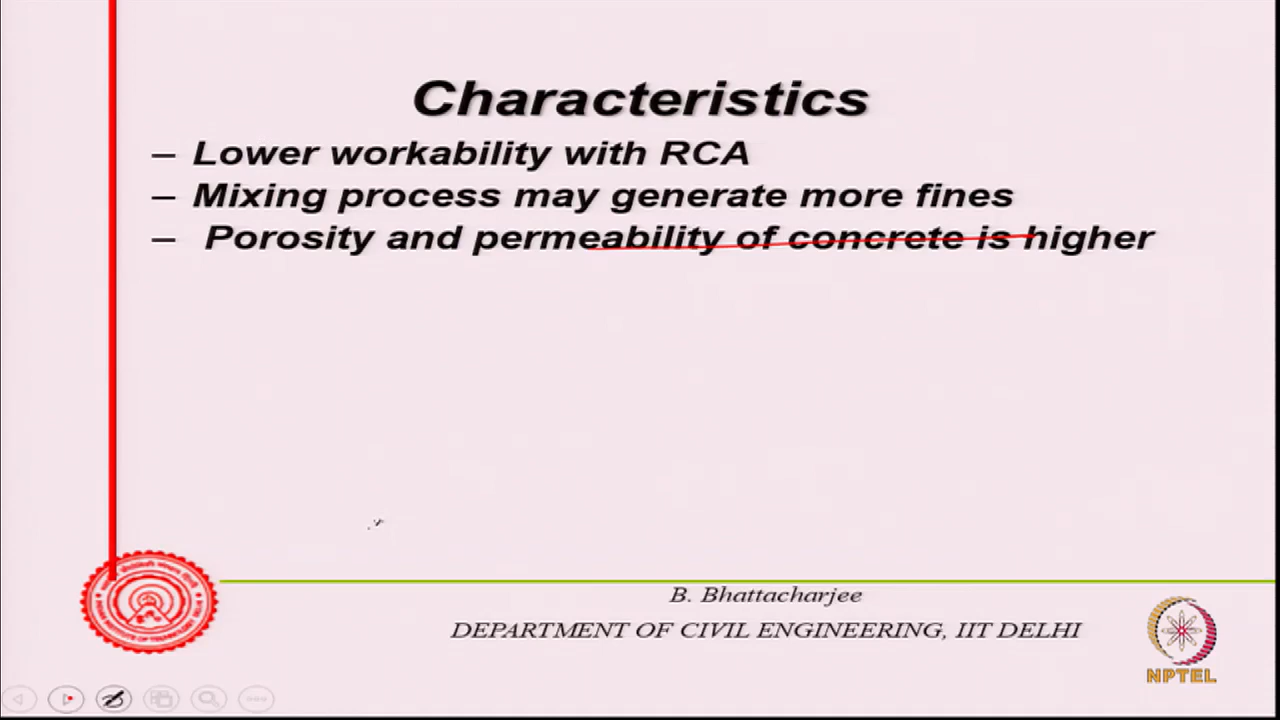 Characteristics
– Lower workability with RCA
– Mixing process may generate more fines
– Porosity and permeability of concrete is higher
B. Bhattacharjee
DEPARTMENT OF CIVIL ENGINEERING, IIT DELHI
NPTEL